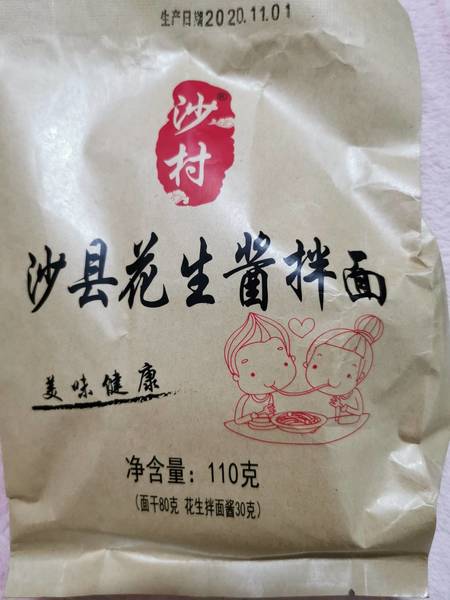 生产日期2020.11.01
沙村®
沙县花生酱拌面
美味健康
净含量：110克
（面干80克 花生拌面酱30克）